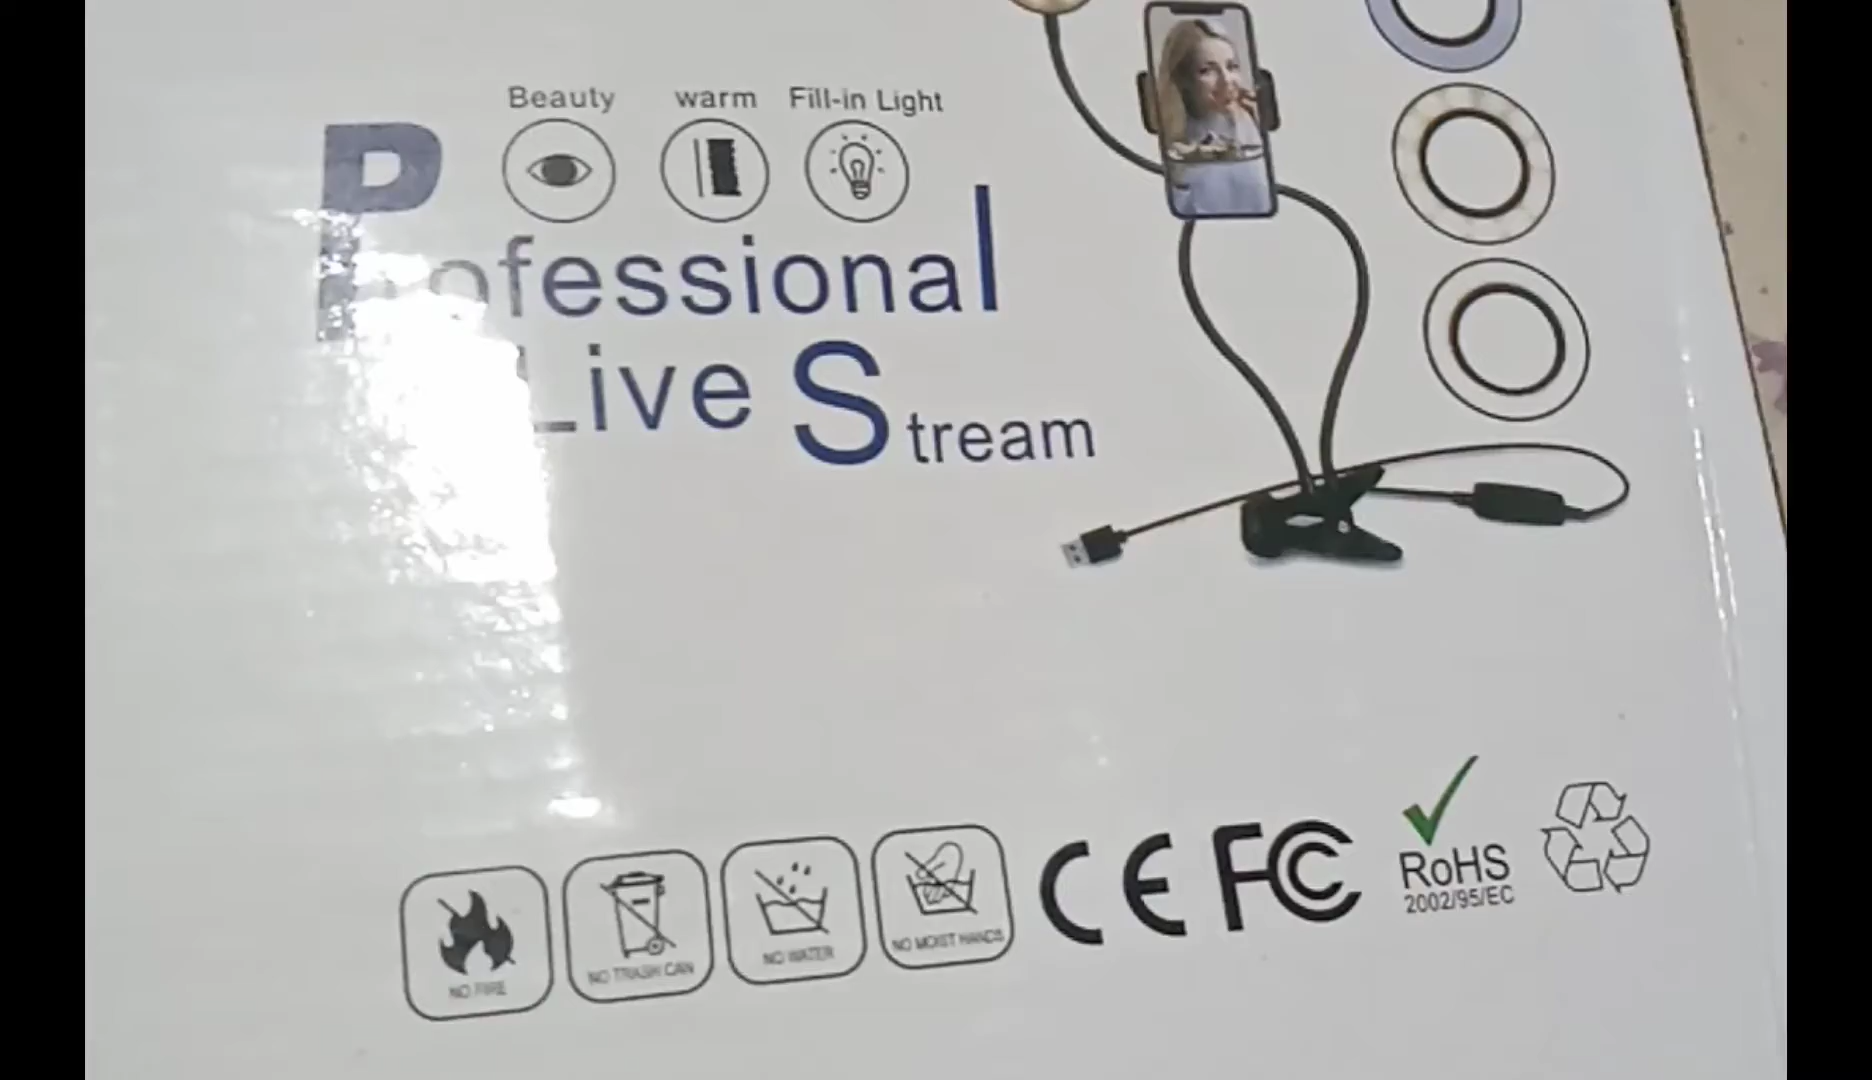 Beauty warm Fill-in Light
Professional
Live Stream
NO FIRE
NO TRASH CAN
NO WATER
NO MOIST HANDS
CE FC
RoHS
2002/95/EC